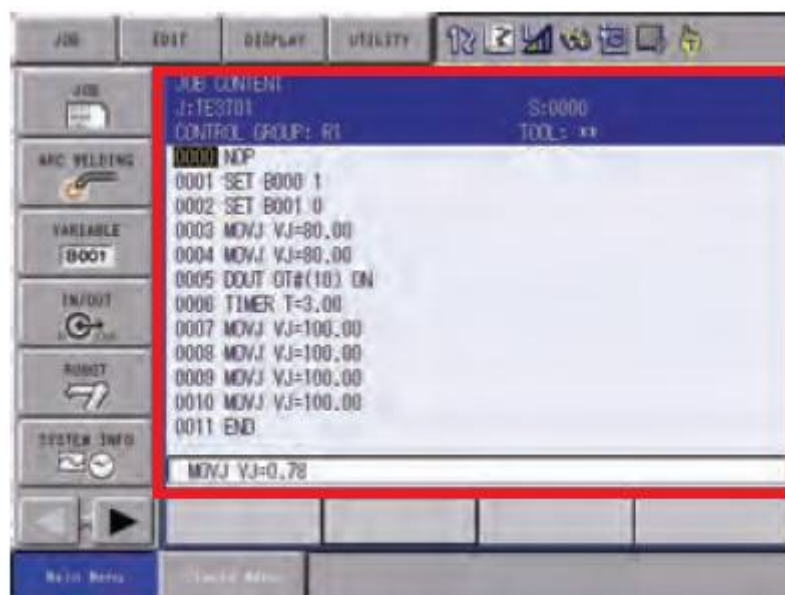 JOB EDIT DISPLAY UTILITY
JOB CONTENT
J:TEST01 S:0000
CONTROL GROUP: R1 TOOL: **
0000 NOP
0001 SET B000 1
0002 SET B001 0
0003 MOVJ VJ=80.00
0004 MOVJ VJ=80.00
0005 DOUT OT#(10) ON
0006 TIMER T=3.00
0007 MOVJ VJ=100.00
0008 MOVJ VJ=100.00
0009 MOVJ VJ=100.00
0010 MOVJ VJ=100.00
0011 END
MOVJ VJ=0.78
JOB
ARC WELDING
VARIABLE
B001
IN/OUT
ROBOT
SYSTEM INFO
Main Menu